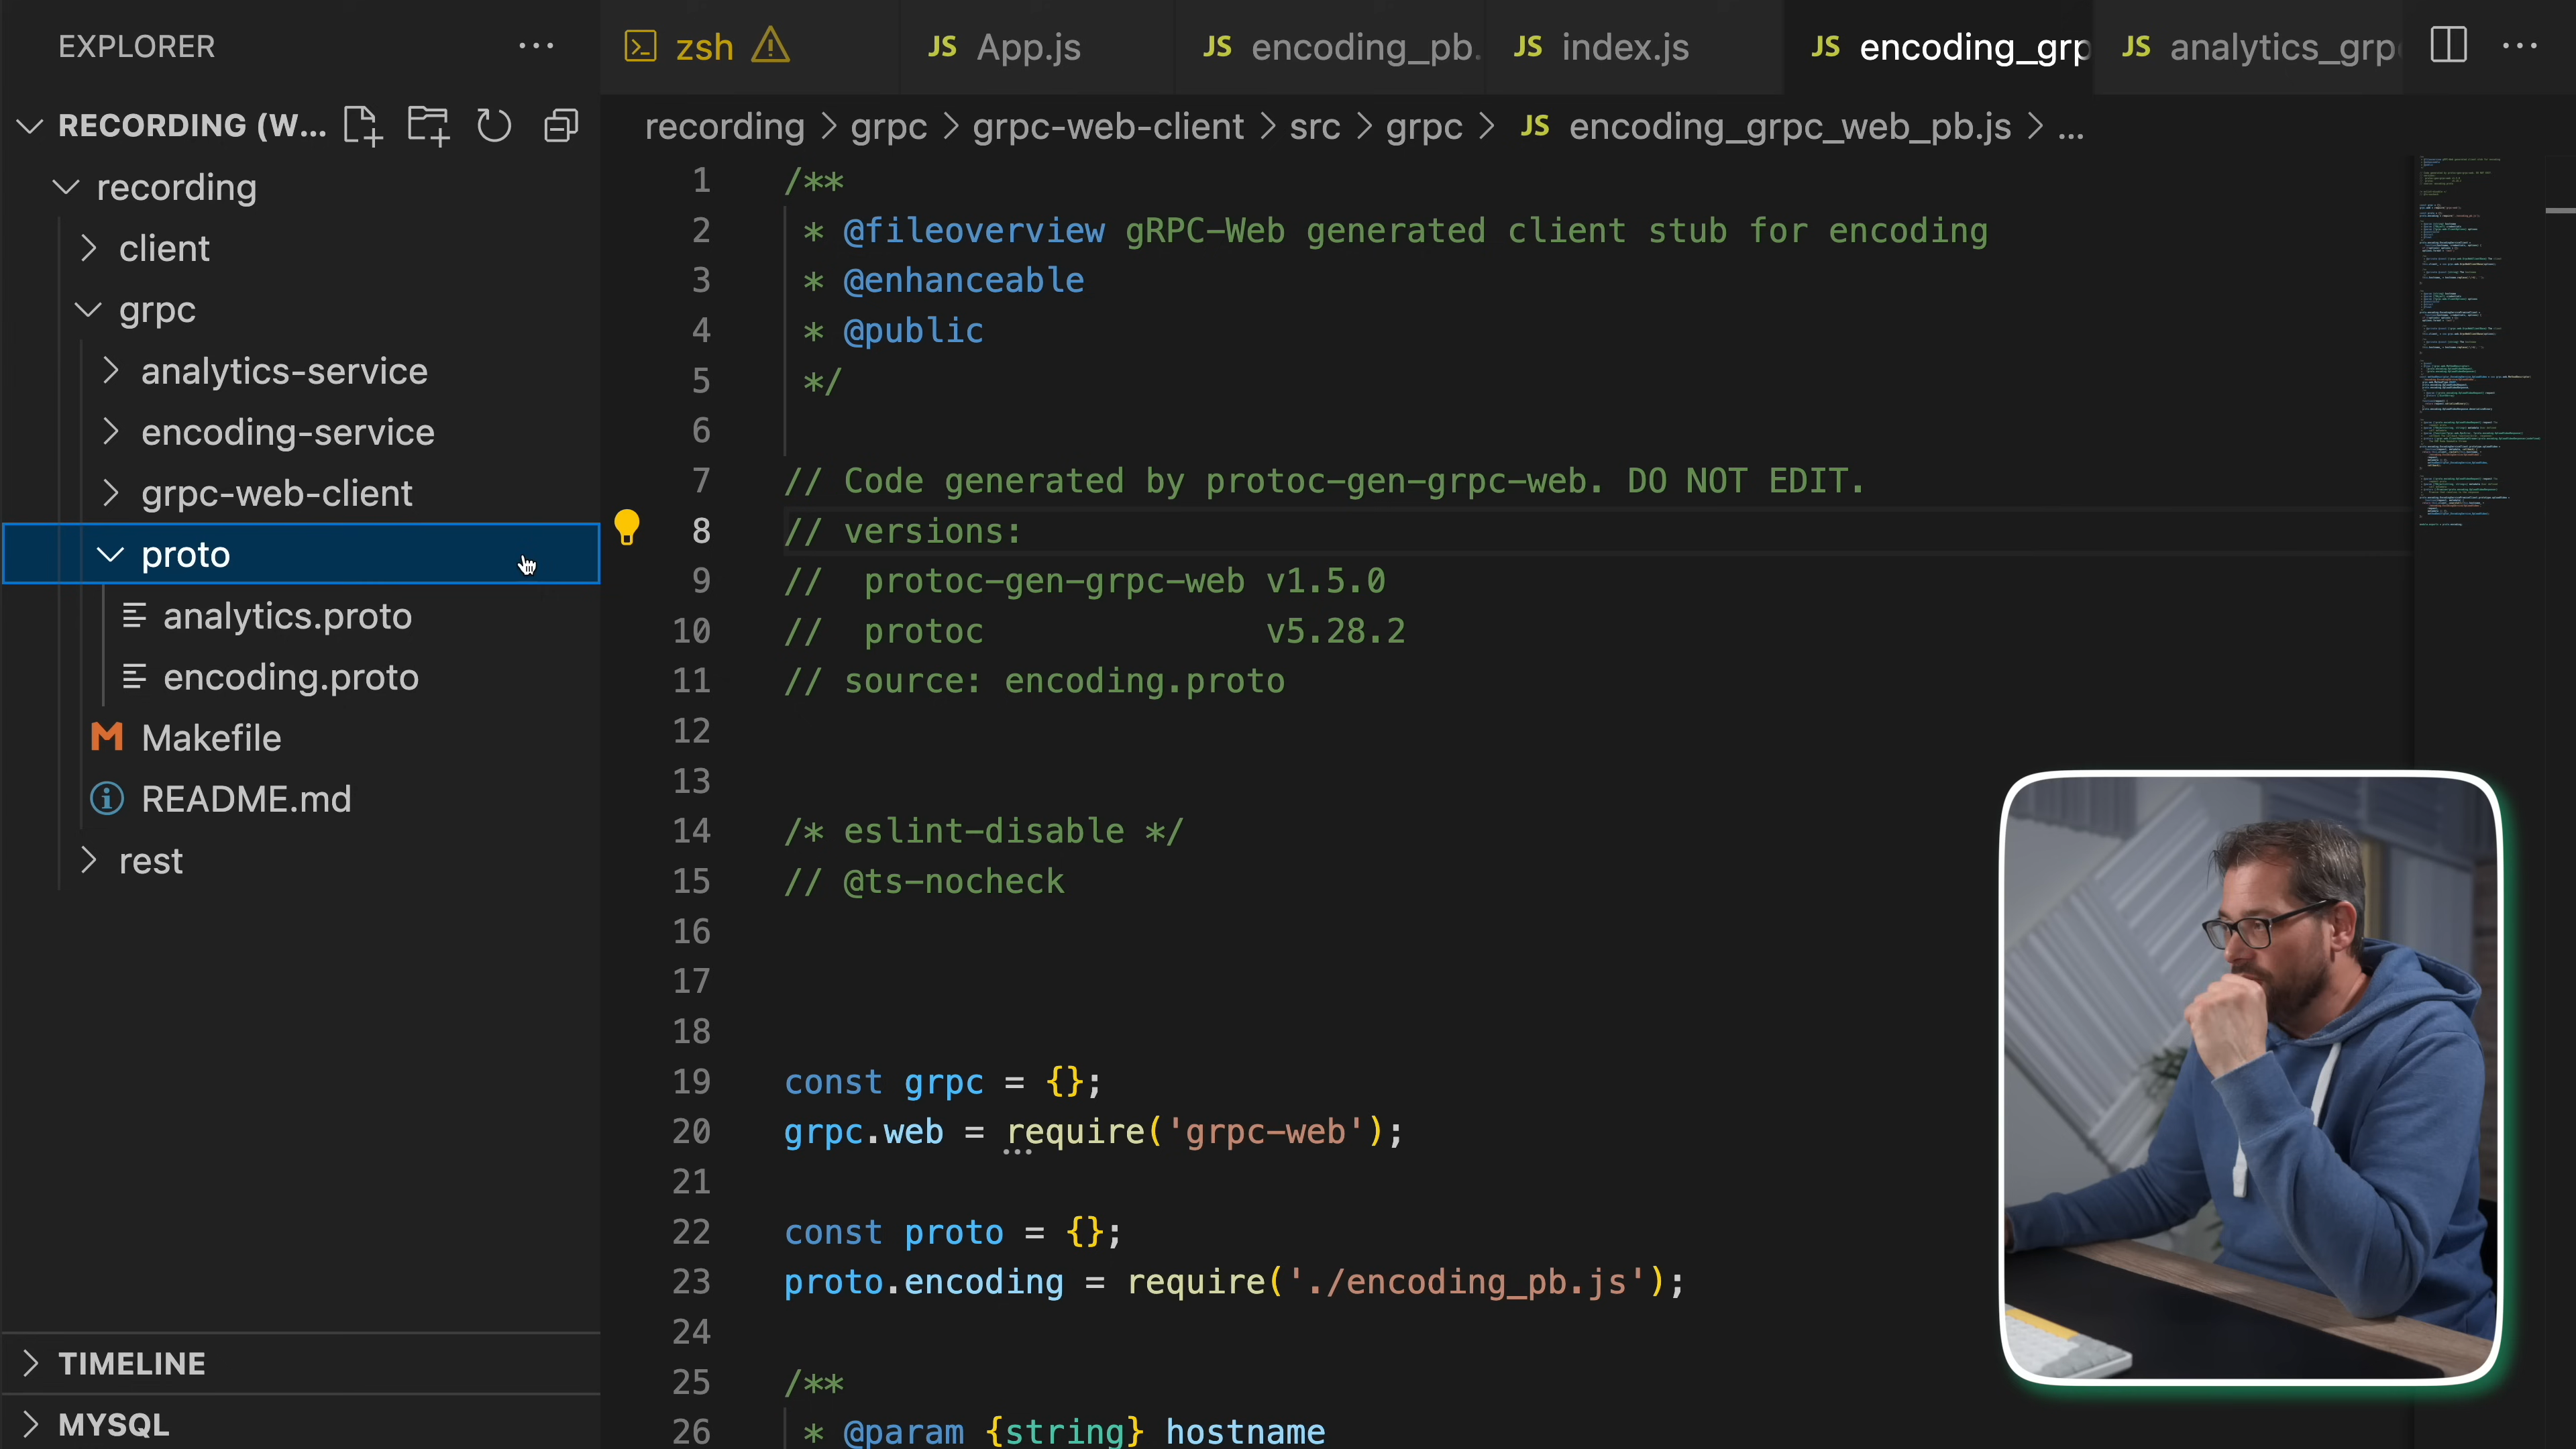 EXPLORER
RECORDING (W...
recording
client
grpc
analytics-service
encoding-service
grpc-web-client
proto
analytics.proto
encoding.proto
M Makefile
README.md
rest
TIMELINE
MYSQL
zsh
JS App.js
JS encoding_pb.
JS index.js
JS encoding_grp
JS analytics_grp
recording > grpc > grpc-web-client > src > grpc > JS encoding_grpc_web_pb.js > ...
1 /**
2 * @fileoverview gRPC-Web generated client stub for encoding
3 * @enhanceable
4 * @public
5 */
6
7 // Code generated by protoc-gen-grpc-web. DO NOT EDIT.
8 // versions:
9 // protoc-gen-grpc-web v1.5.0
10 // protoc v5.28.2
11 // source: encoding.proto
12
13
14 /* eslint-disable */
15 // @ts-nocheck
16
17
18
19 const grpc = {};
20 grpc.web = require('grpc-web');
21
22 const proto = {};
23 proto.encoding = require('./encoding_pb.js');
24
25 /**
26 * @param {string} hostname